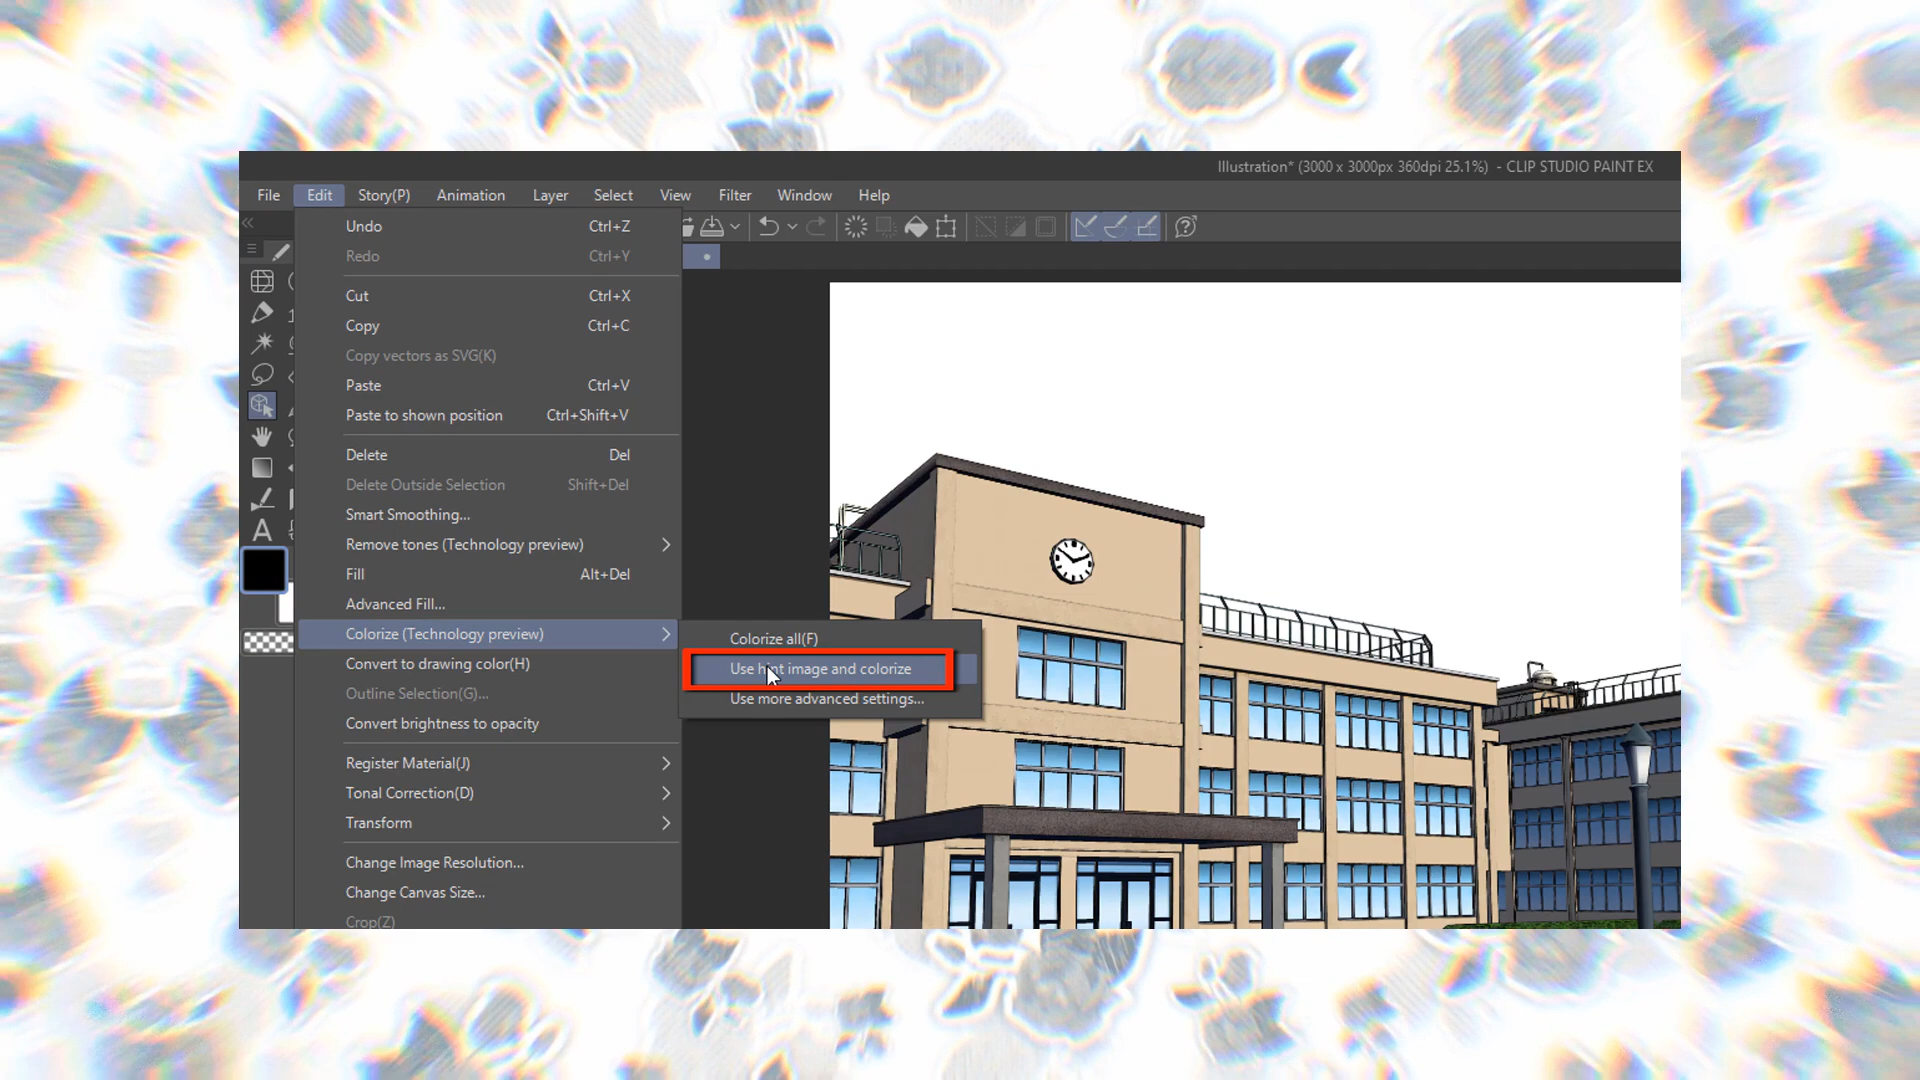 Illustration* (3000 x 3000px 360dpi 25.1%) - CLIP STUDIO PAINT EX
File Edit Story(P) Animation Layer Select View Filter Window Help
Undo Ctrl+Z
Redo Ctrl+Y
Cut Ctrl+X
Copy Ctrl+C
Copy vectors as SVG(K)
Paste Ctrl+V
Paste to shown position Ctrl+Shift+V
Delete Del
Delete Outside Selection Shift+Del
Smart Smoothing...
Remove tones (Technology preview)
Fill Alt+Del
Advanced Fill...
Colorize (Technology preview)
Convert to drawing color(H)
Outline Selection(G)...
Convert brightness to opacity
Register Material(J)
Tonal Correction(D)
Transform
Change Image Resolution...
Change Canvas Size...
Crop(Z)
Colorize all(F)
Use hint image and colorize
Use more advanced settings...